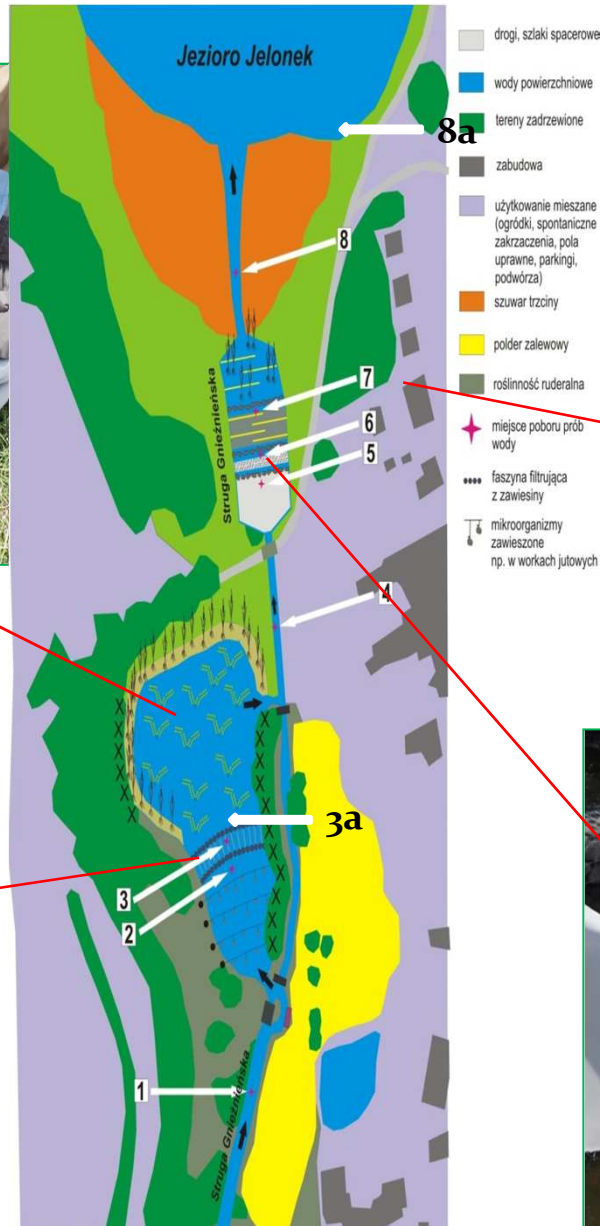 Jezioro Jelonek
8a
8
7
6
5
Struga Gnieźnieńska
4
3a
3
2
1
Struga Gnieźnieńska
drogi, szlaki spacerowe
wody powierzchniowe
tereny zadrzewione
zabudowa
użytkowanie mieszane
(ogródki, spontaniczne
zakrzaczenia, pola
uprawne, parkingi,
podwórza)
szuwar trzciny
polder zalewowy
roślinność ruderalna
miejsce poboru prób
wody
faszyna filtrująca
z zawiesiny
mikroorganizmy
zawieszone
np. w workach jutowych